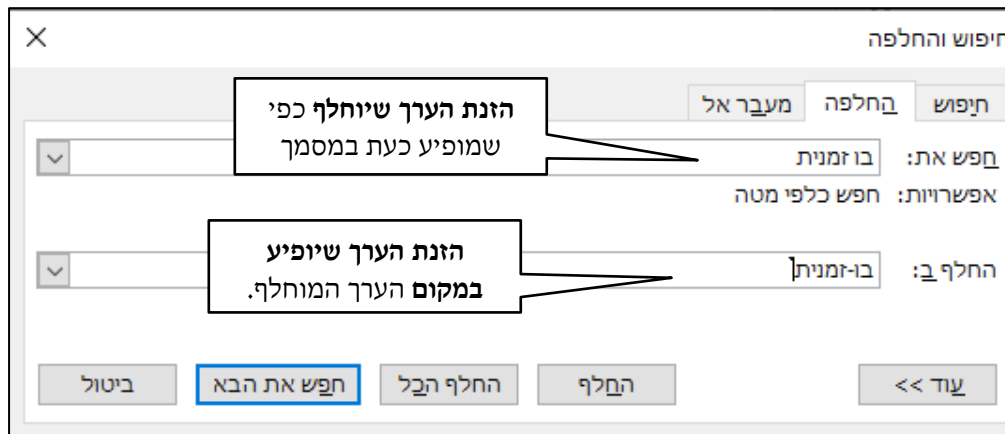 חיפוש והחלפה
חיפוש החלפה מעבר אל
הזנת הערך שיוחלף כפי
שמופיע כעת במסמך
חפש את: בו זמנית
אפשרויות: חפש כלפי מטה
הזנת הערך שיופיע
במקום הערך המוחלף.
החלף ב: בו-זמנית
עוד >> החלף החלף הכל חפש את הבא ביטול